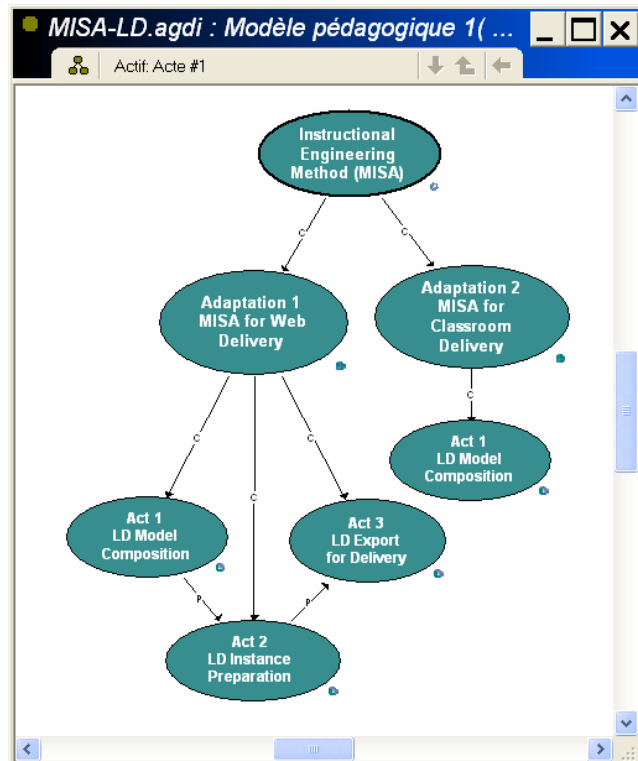 MISA-LD.agdi : Modèle pédagogique 1( ...
Actif: Acte #1
Instructional
Engineering
Method (MISA)
C
C
Adaptation 1
MISA for Web
Delivery
Adaptation 2
MISA for
Classroom
Delivery
C
C
C
C
Act 1
LD Model
Composition
Act 1
LD Model
Composition
Act 3
LD Export
for Delivery
P
P
Act 2
LD Instance
Preparation